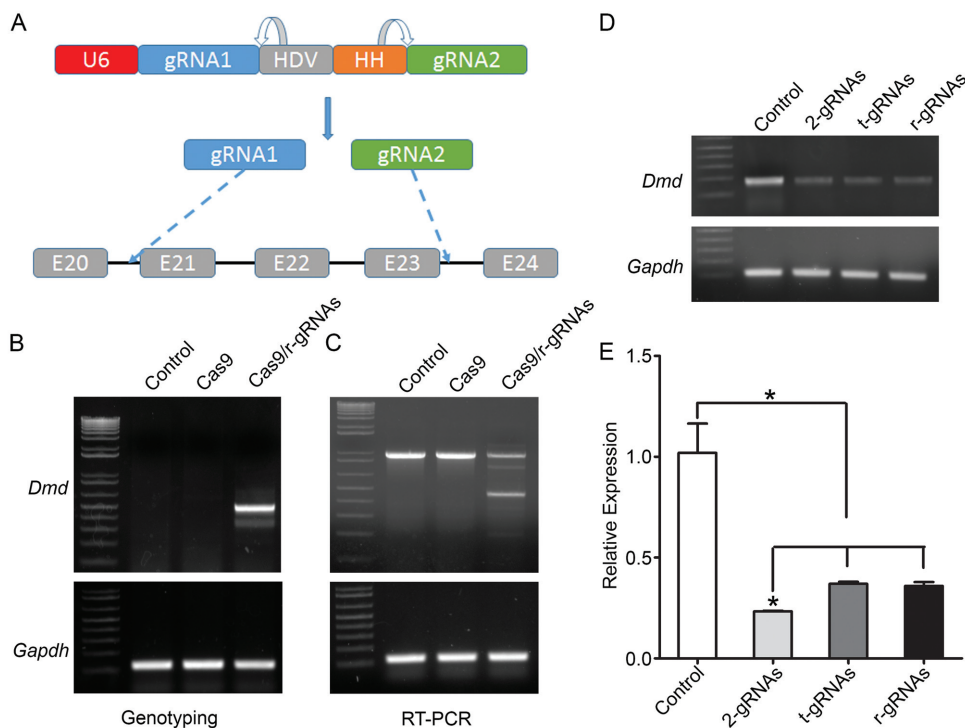 A
U6 gRNA1 HDV HH gRNA2
gRNA1 gRNA2
E20 E21 E22 E23 E24
B
Control
Cas9
Cas9/r-gRNAs
Dmd
Gapdh
Genotyping
C
Control
Cas9
Cas9/r-gRNAs
RT-PCR
D
Control
2-gRNAs
t-gRNAs
r-gRNAs
Dmd
Gapdh
E
Relative Expression
1.5
1.0
0.5
0.0
*
*
Control
2-gRNAs
t-gRNAs
r-gRNAs